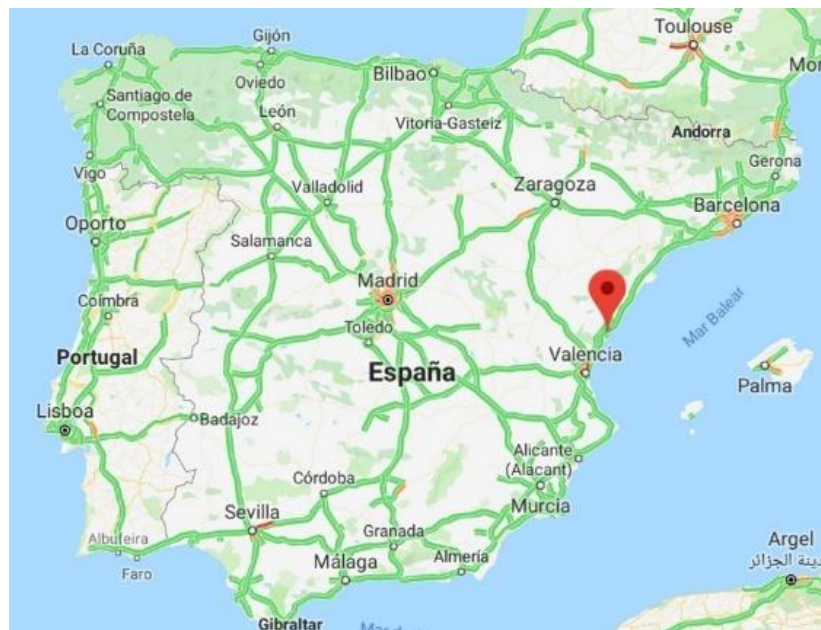 Gijón
Toulouse
La Coruña
Oviedo
Bilbao
Santiago de
Compostela
León
Vitoria-Gasteiz
Andorra
Vigo
Gerona
Valladolid
Zaragoza
Oporto
Barcelona
Salamanca
Madrid
Coímbra
Toledo
Mar Balear
Portugal
España
Valencia
Palma
Lisboa
Badajoz
Alicante
(Alacant)
Córdoba
Murcia
Sevilla
Albufeira
Granada
Argel
Faro
Málaga
Almería
Gibraltar